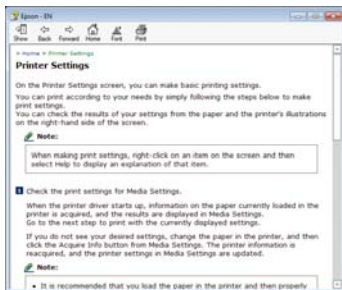 Epson - EN
Show Back Forward Home Font Print
> Home > Printer Settings
Printer Settings
On the Printer Settings screen, you can make basic printing settings.
You can print according to your needs by simply following the steps below to make
print settings.
You can check the results of your settings from the paper and the printer's illustrations
on the right-hand side of the screen.
Note:
When making print settings, right-click on an item on the screen and then
select Help to display an explanation of that item.
1 Check the print settings for Media Settings.
When the printer driver starts up, information on the paper currently loaded in the
printer is acquired, and the results are displayed in Media Settings.
Go to the next step to print with the currently displayed settings.
If you do not see your desired settings, change the paper in the printer, and then
click the Acquire Info button from Media Settings. The printer information is
reacquired, and the printer settings in Media Settings are updated.
Note:
• It is recommended that you load the paper in the printer and then properly